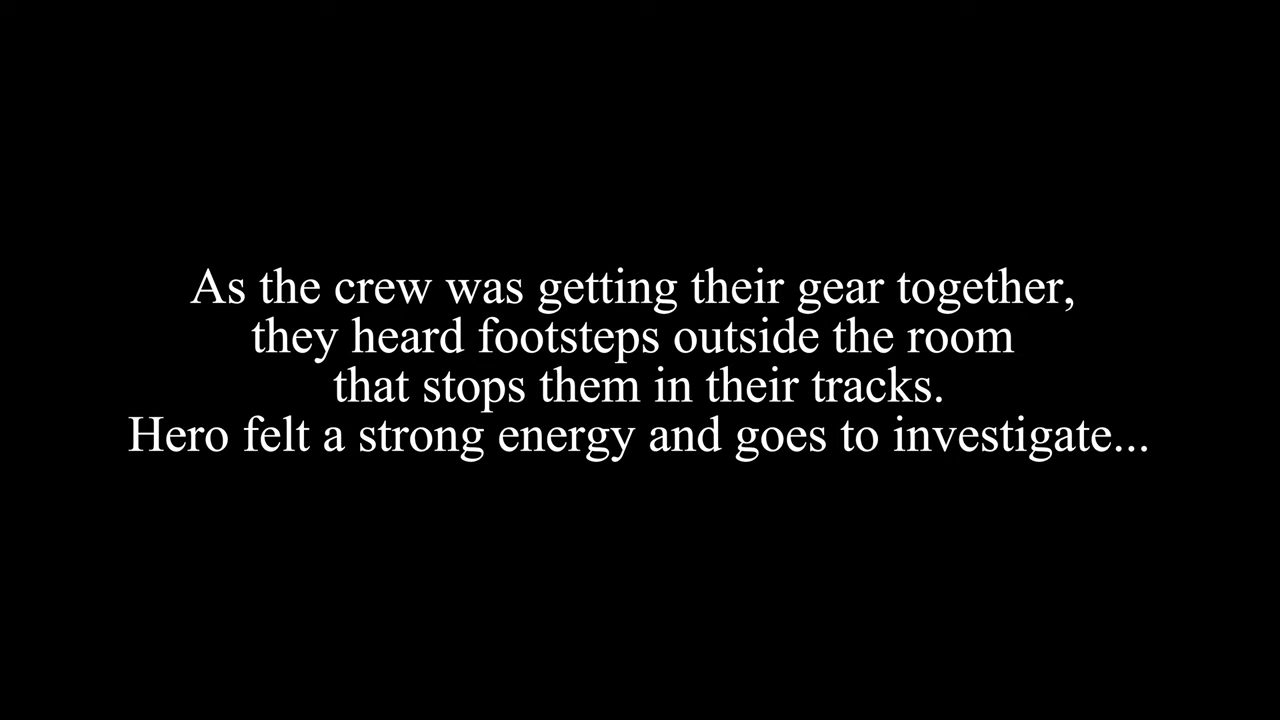 As the crew was getting their gear together,
they heard footsteps outside the room
that stops them in their tracks.
Hero felt a strong energy and goes to investigate...